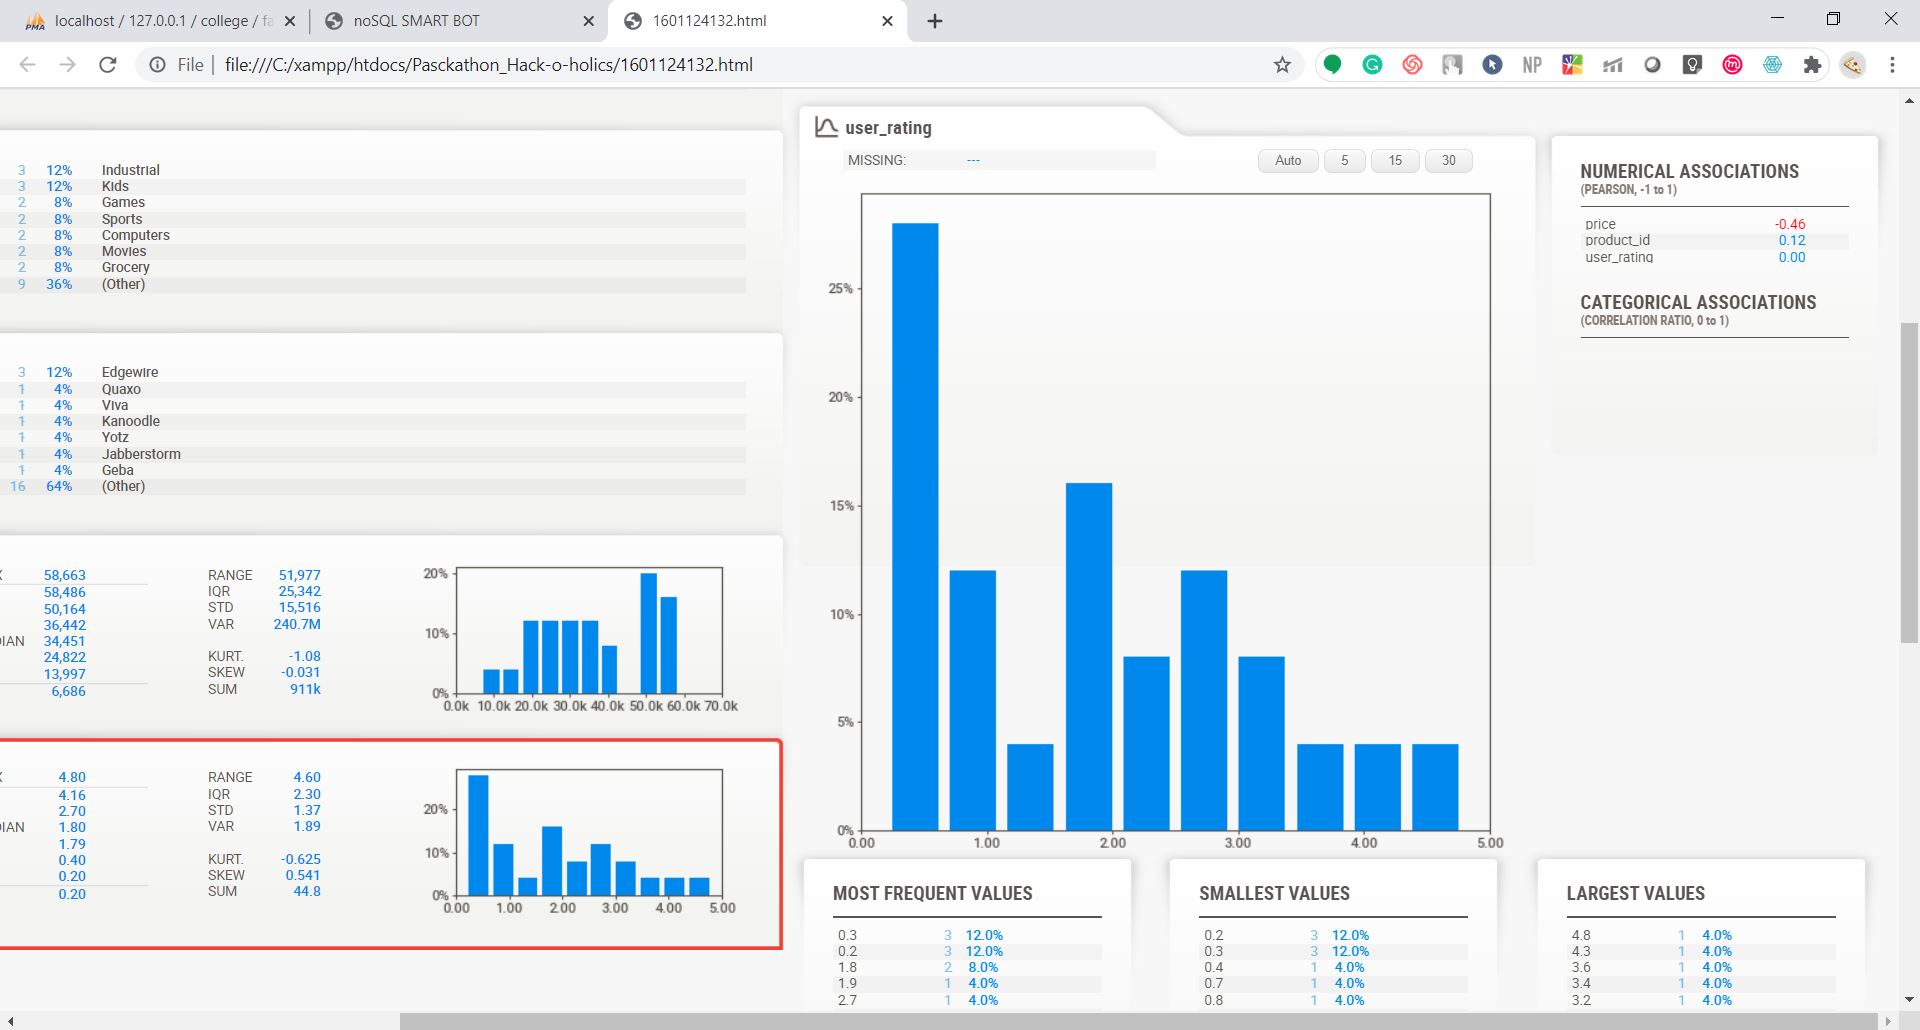 localhost / 127.0.0.1 / college / fa
noSQL SMART BOT
1601124132.html
File | file:///C:/xampp/htdocs/Pasckathon_Hack-o-holics/1601124132.html
3 12% Industrial
3 12% Kids
2 8% Games
2 8% Sports
2 8% Computers
2 8% Movies
2 8% Grocery
9 36% (Other)
3 12% Edgewire
1 4% Quaxo
1 4% Viva
1 4% Kanoodle
1 4% Yotz
1 4% Jabberstorm
1 4% Geba
16 64% (Other)
58,663
58,486
50,164
36,442
DIAN 34,451
24,822
13,997
6,686
RANGE 51,977
IQR 25,342
STD 15,516
VAR 240.7M
KURT. -1.08
SKEW -0.031
SUM 911k
20%
10%
0%
0.0k 10.0k 20.0k 30.0k 40.0k 50.0k 60.0k 70.0k
4.80
4.16
2.70
DIAN 1.80
1.79
0.40
0.20
0.20
RANGE 4.60
IQR 2.30
STD 1.37
VAR 1.89
KURT. -0.625
SKEW 0.541
SUM 44.8
20%
10%
0%
0.00 1.00 2.00 3.00 4.00 5.00
user_rating
MISSING: ---
Auto 5 15 30
25%
20%
15%
10%
5%
0%
0.00 1.00 2.00 3.00 4.00 5.00
NUMERICAL ASSOCIATIONS
(PEARSON, -1 to 1)
price -0.46
product_id 0.12
user_rating 0.00
CATEGORICAL ASSOCIATIONS
(CORRELATION RATIO, 0 to 1)
MOST FREQUENT VALUES
0.3 3 12.0%
0.2 3 12.0%
1.8 2 8.0%
1.9 1 4.0%
2.7 1 4.0%
SMALLEST VALUES
0.2 3 12.0%
0.3 3 12.0%
0.4 1 4.0%
0.7 1 4.0%
0.8 1 4.0%
LARGEST VALUES
4.8 1 4.0%
4.3 1 4.0%
3.6 1 4.0%
3.4 1 4.0%
3.2 1 4.0%